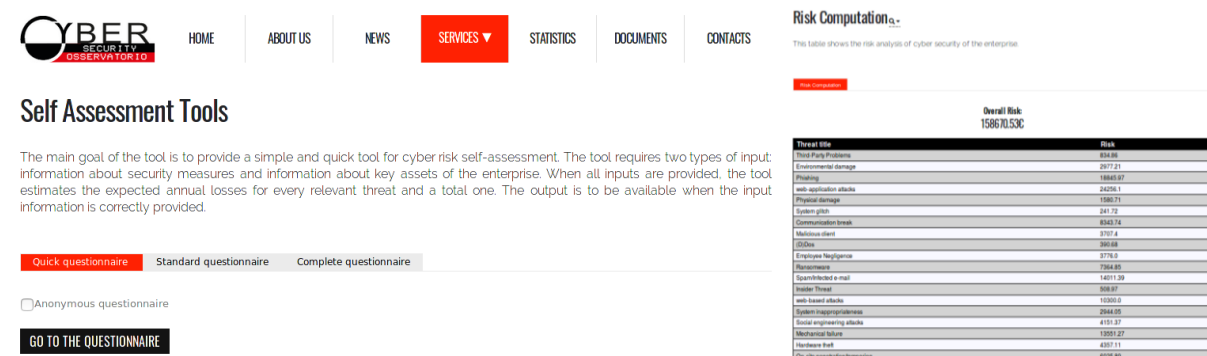 CYBER
SECURITY
OSSERVATORIO
HOME
ABOUT US
NEWS
SERVICES ▼
STATISTICS
DOCUMENTS
CONTACTS
Self Assessment Tools
The main goal of the tool is to provide a simple and quick tool for cyber risk self-assessment. The tool requires two types of input:
information about security measures and information about key assets of the enterprise. When all inputs are provided, the tool
estimates the expected annual losses for every relevant threat and a total one. The output is to be available when the input
information is correctly provided.
Quick questionnaire
Standard questionnaire
Complete questionnaire
Anonymous questionnaire
GO TO THE QUESTIONNAIRE
Risk Computation
This table shows the risk analysis of cyber security of the enterprise.
Risk Computation
Overall Risk:
158670.53€
Threat title Risk
Third-Party Problems 834.86
Environmental damage 2977.21
Phishing 18845.97
web application attacks 24256.1
Physical damage 1580.71
System glitch 241.72
Communication break 8343.74
Malicious client 3707.4
(D)Dos 390.68
Employee Negligence 3776.0
Ransomware 7364.85
Spam/Infected e-mail 14011.39
Insider Threat 508.97
web-based attacks 10300.0
System inappropriateness 2944.05
Social engineering attacks 4151.37
Mechanical failure 13551.27
Hardware theft 4357.11